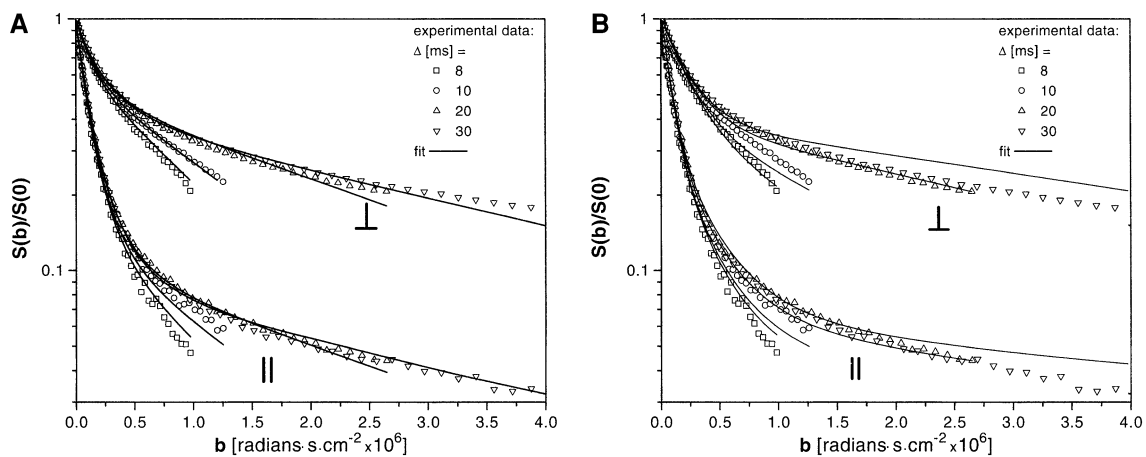 A
1
0.1
S(b)/S(0)
experimental data:
Δ [ms] =
□ 8
○ 10
△ 20
▽ 30
fit —
⊥
||
0.0 0.5 1.0 1.5 2.0 2.5 3.0 3.5 4.0
b [radians·s·cm⁻² x10⁶]
B
1
0.1
S(b)/S(0)
experimental data:
Δ [ms] =
□ 8
○ 10
△ 20
▽ 30
fit —
⊥
||
0.0 0.5 1.0 1.5 2.0 2.5 3.0 3.5 4.0
b [radians·s·cm⁻² x10⁶]